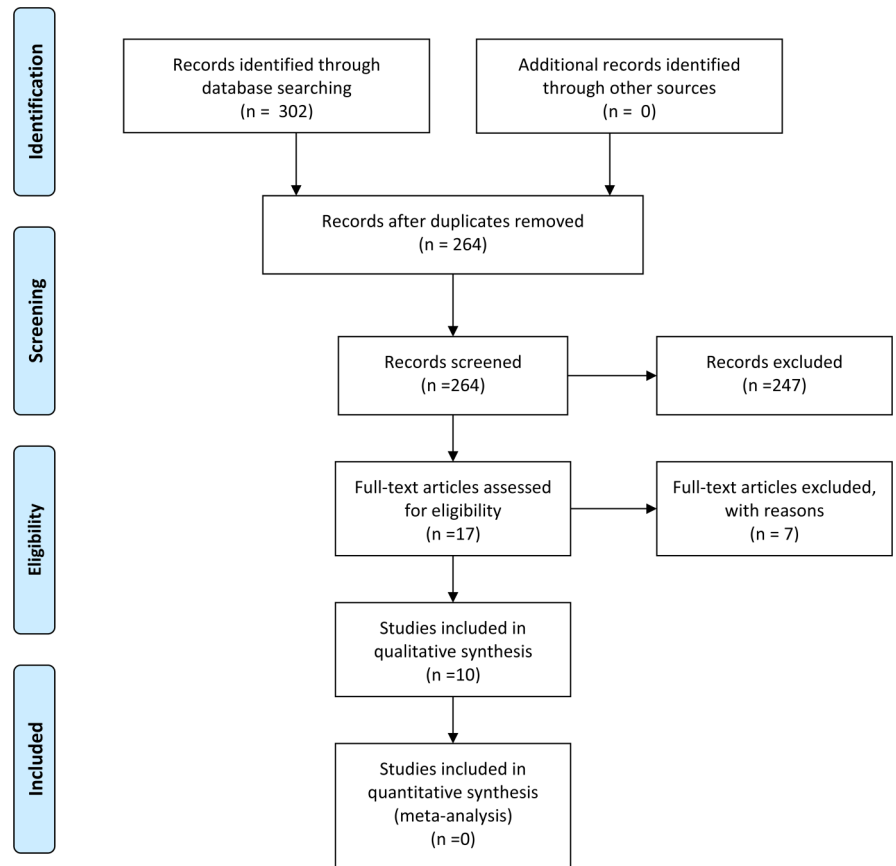 Identification
Records identified through
database searching
(n = 302)
Additional records identified
through other sources
(n = 0)
Records after duplicates removed
(n = 264)
Screening
Records screened
(n =264)
Records excluded
(n =247)
Eligibility
Full-text articles assessed
for eligibility
(n =17)
Full-text articles excluded,
with reasons
(n = 7)
Studies included in
qualitative synthesis
(n =10)
Included
Studies included in
quantitative synthesis
(meta-analysis)
(n =0)